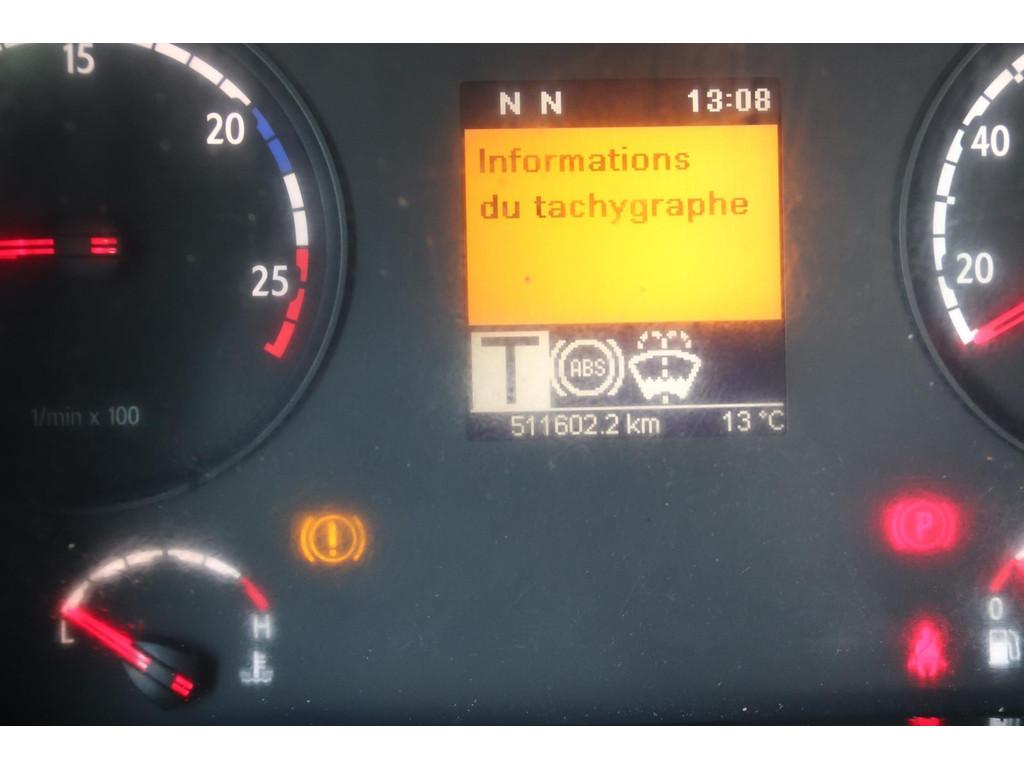 15
20
25
1/min x 100
N N 13:08
Informations
du tachygraphe
T ABS
511602.2 km 13 °C
40
20
!
P
L
H
0